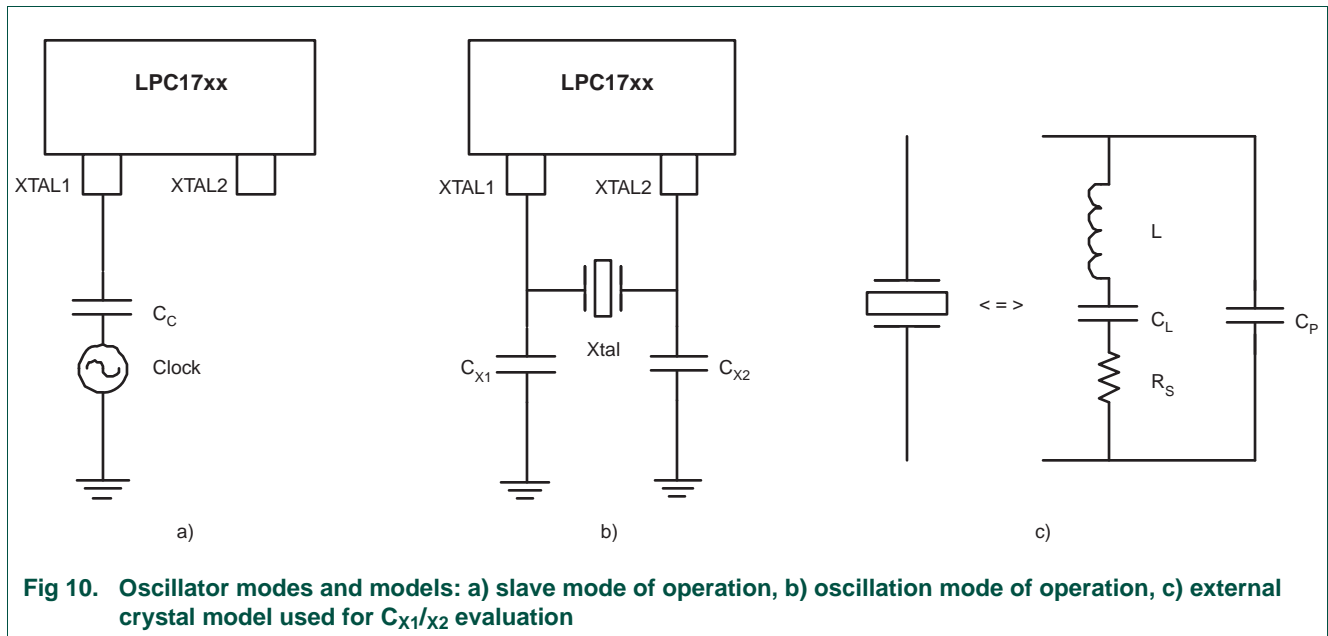 LPC17xx
XTAL1
XTAL2
C_C
Clock
a)
LPC17xx
XTAL1
XTAL2
Xtal
C_X1
C_X2
b)
< = >
L
C_L
R_S
C_P
c)
Fig 10. Oscillator modes and models: a) slave mode of operation, b) oscillation mode of operation, c) external
crystal model used for C_X1/X2 evaluation